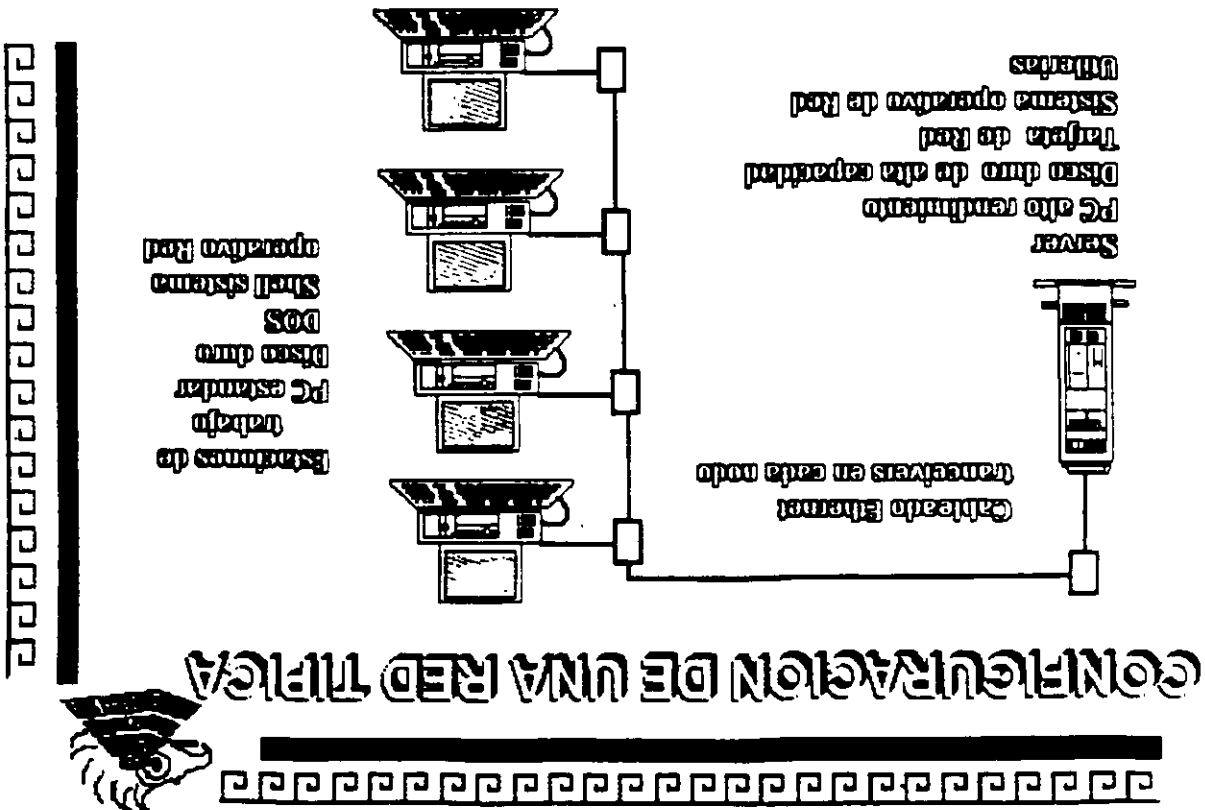 CONFIGURACION DE UNA RED TIPICA
Cableado Ethernet
tranceivers en cada nodo
Estaciones de
trabajo
PC estandar
Disco duro
DOS
Shell sistema
operativo Red
Server
PC alto rendimiento
Disco duro de alta capacidad
Tarjeta de Red
Sistema operativo de Red
Utilerias